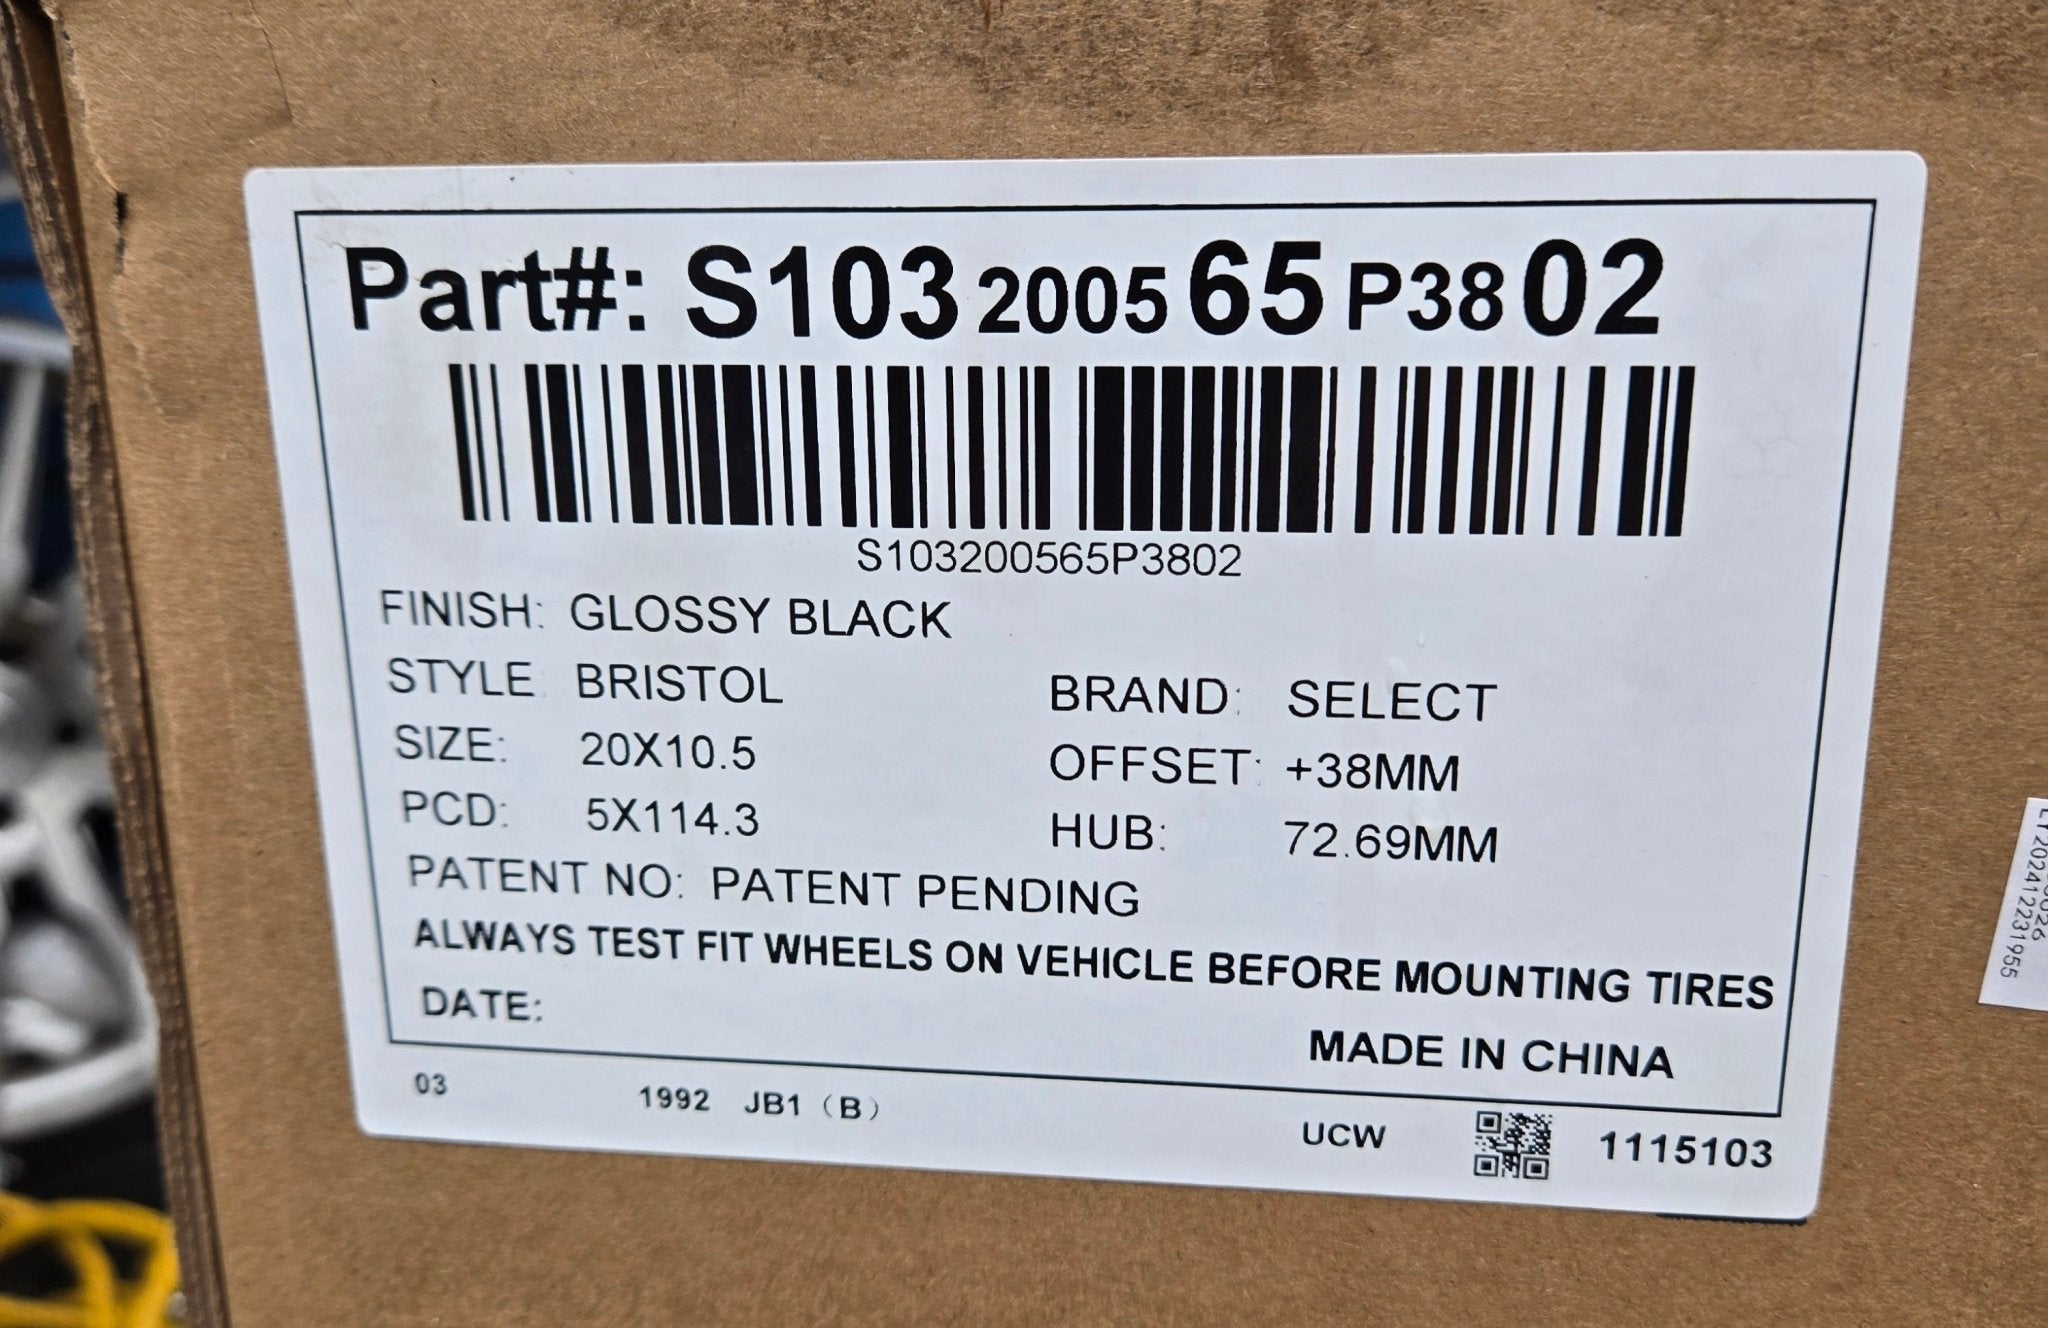 Part#: S103 2005 65 P38 02
S103200565P3802
FINISH: GLOSSY BLACK
STYLE: BRISTOL
BRAND: SELECT
SIZE: 20X10.5
OFFSET: +38MM
PCD: 5X114.3
HUB: 72.69MM
PATENT NO: PATENT PENDING
ALWAYS TEST FIT WHEELS ON VEHICLE BEFORE MOUNTING TIRES
DATE:
MADE IN CHINA
03 1992 JB1 (B) UCW 1115103
LT202412231955